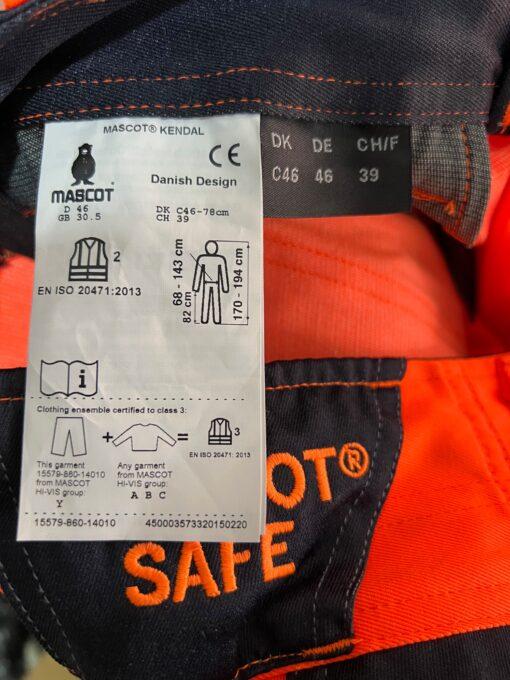 MASCOT® KENDAL
MASCOT
CE
Danish Design
D 46
GB 30.5
DK C46-78cm
CH 39
DK DE CH/F
C46 46 39
2
EN ISO 20471:2013
68 - 143 cm
82 cm
170 - 194 cm
i
Clothing ensemble certified to class 3:
+ =
3
EN ISO 20471: 2013
This garment
15579-860-14010
from MASCOT
HI-VIS group:
Y
Any garment
from MASCOT
HI-VIS group:
A B C
15579-860-14010
450003573320150220
COT®
SAFE